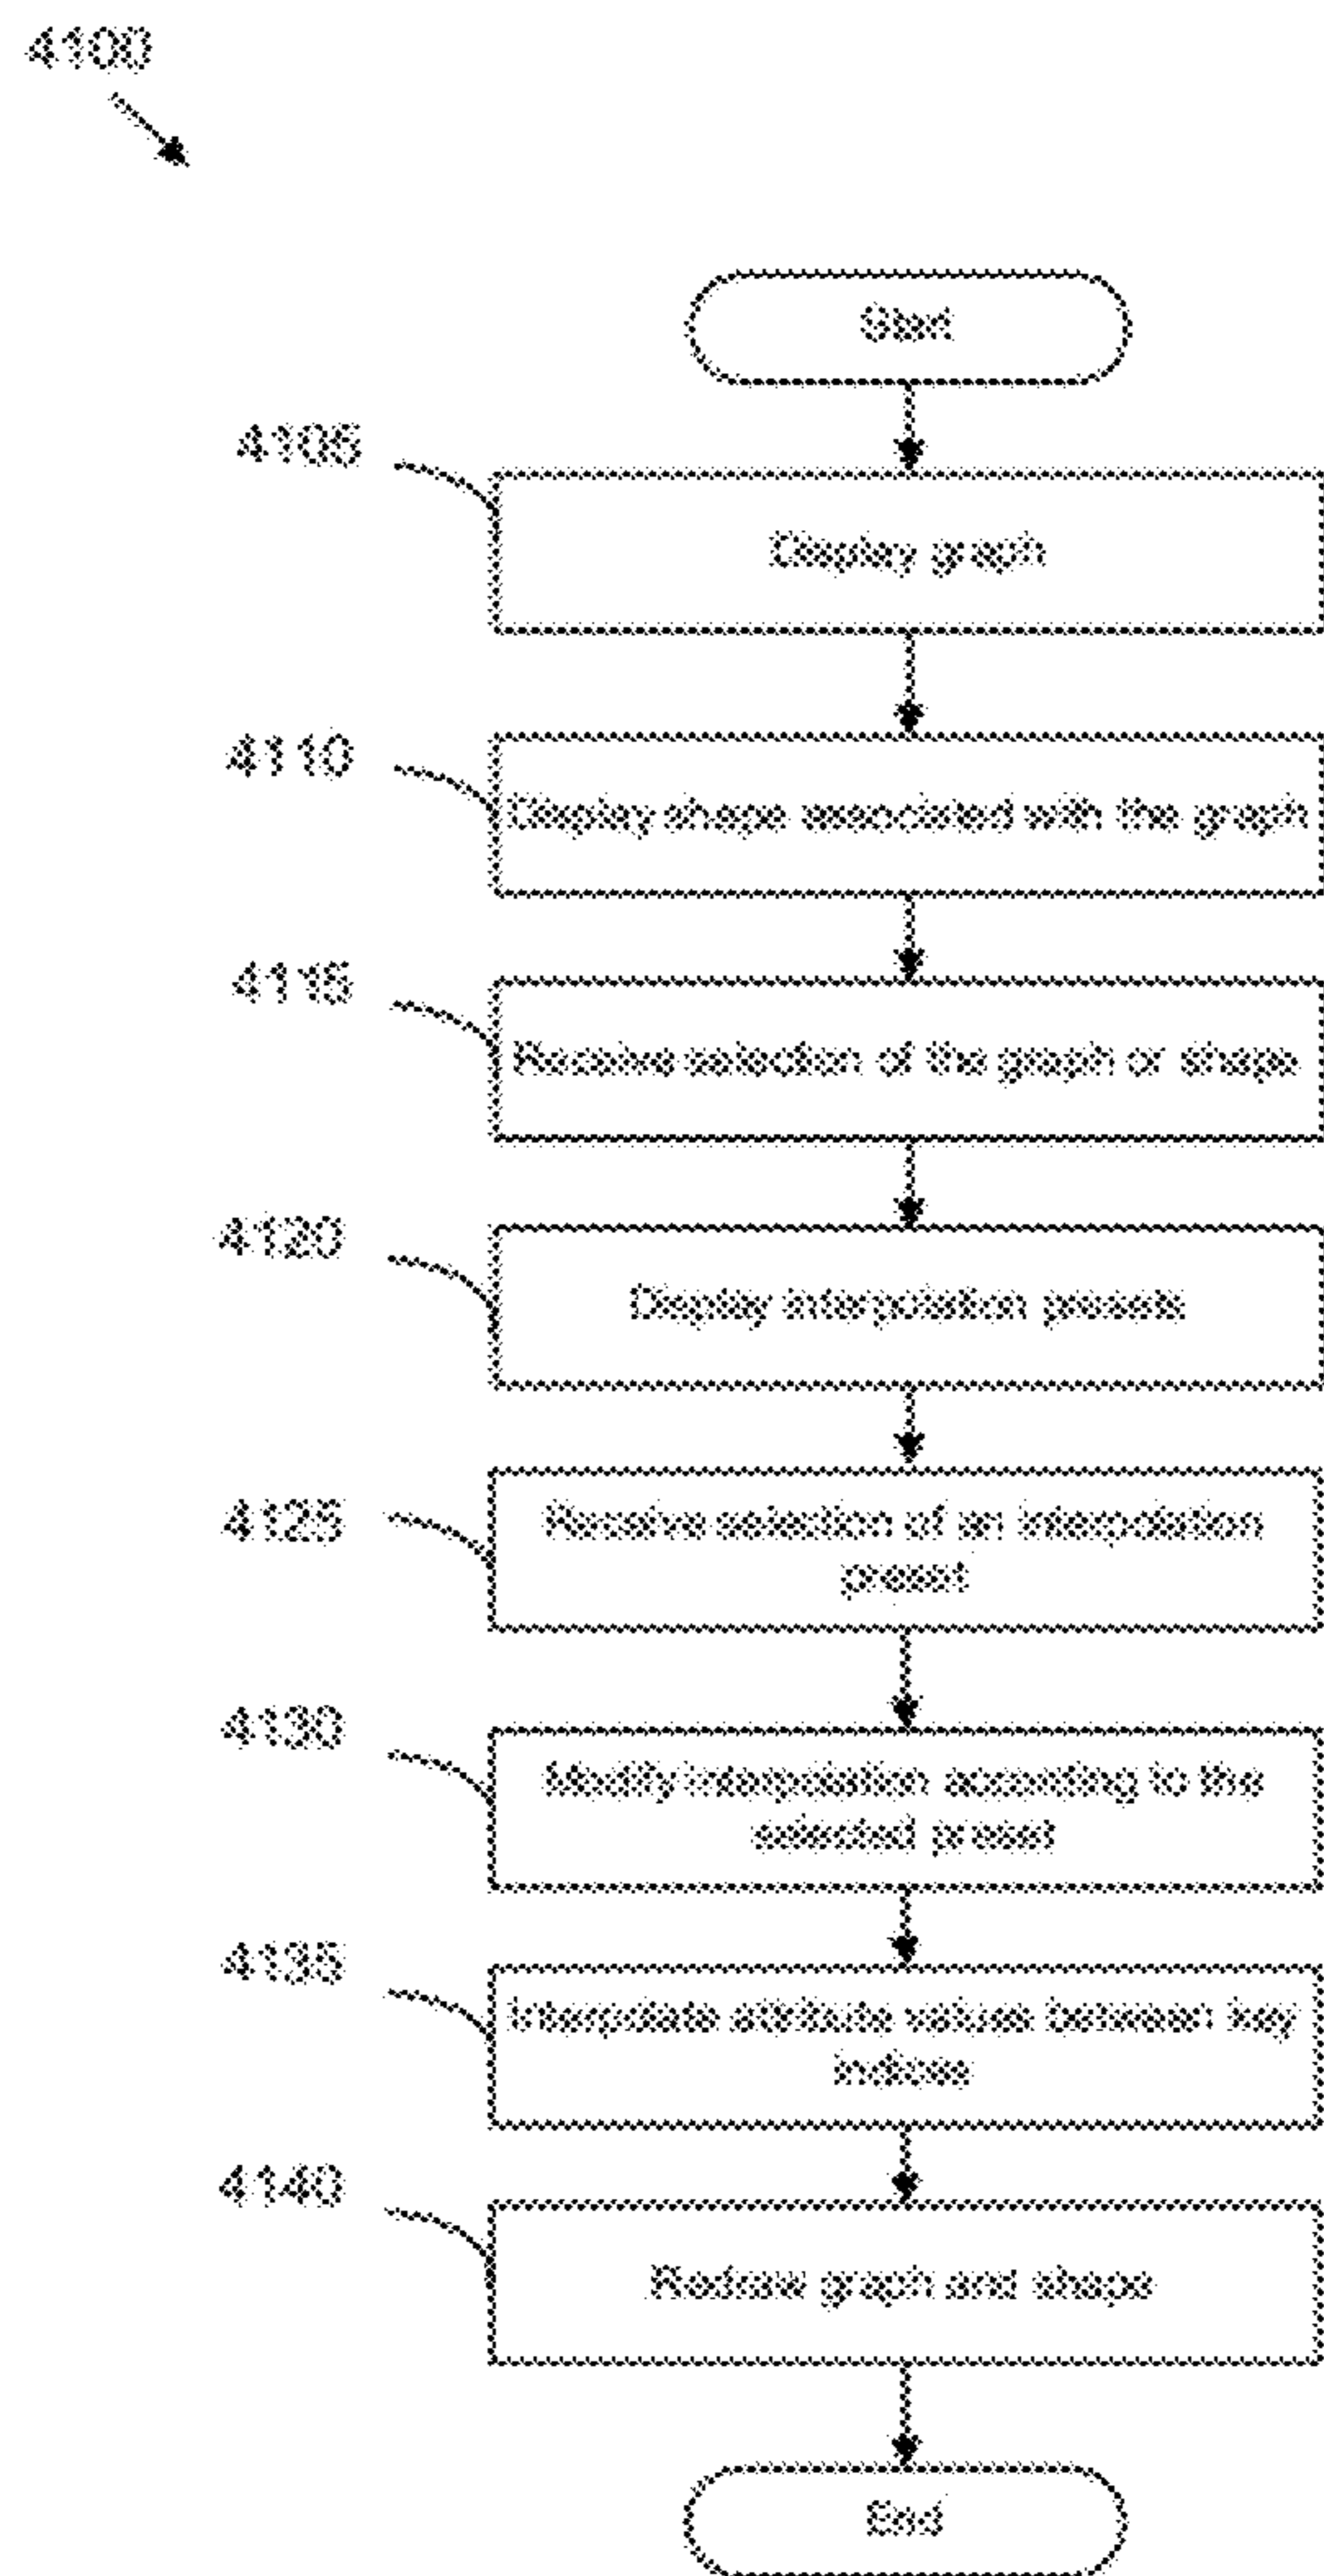 4100
Start
4105
Display graph
4110
Display shape associated with the graph
4115
Receive selection of the graph or shape
4120
Display interpolation presets
4125
Receive selection of an interpolation
preset
4130
Modify interpolation according to the
selected preset
4135
Interpolate attribute values between key
indices
4140
Redraw graph and shape
End